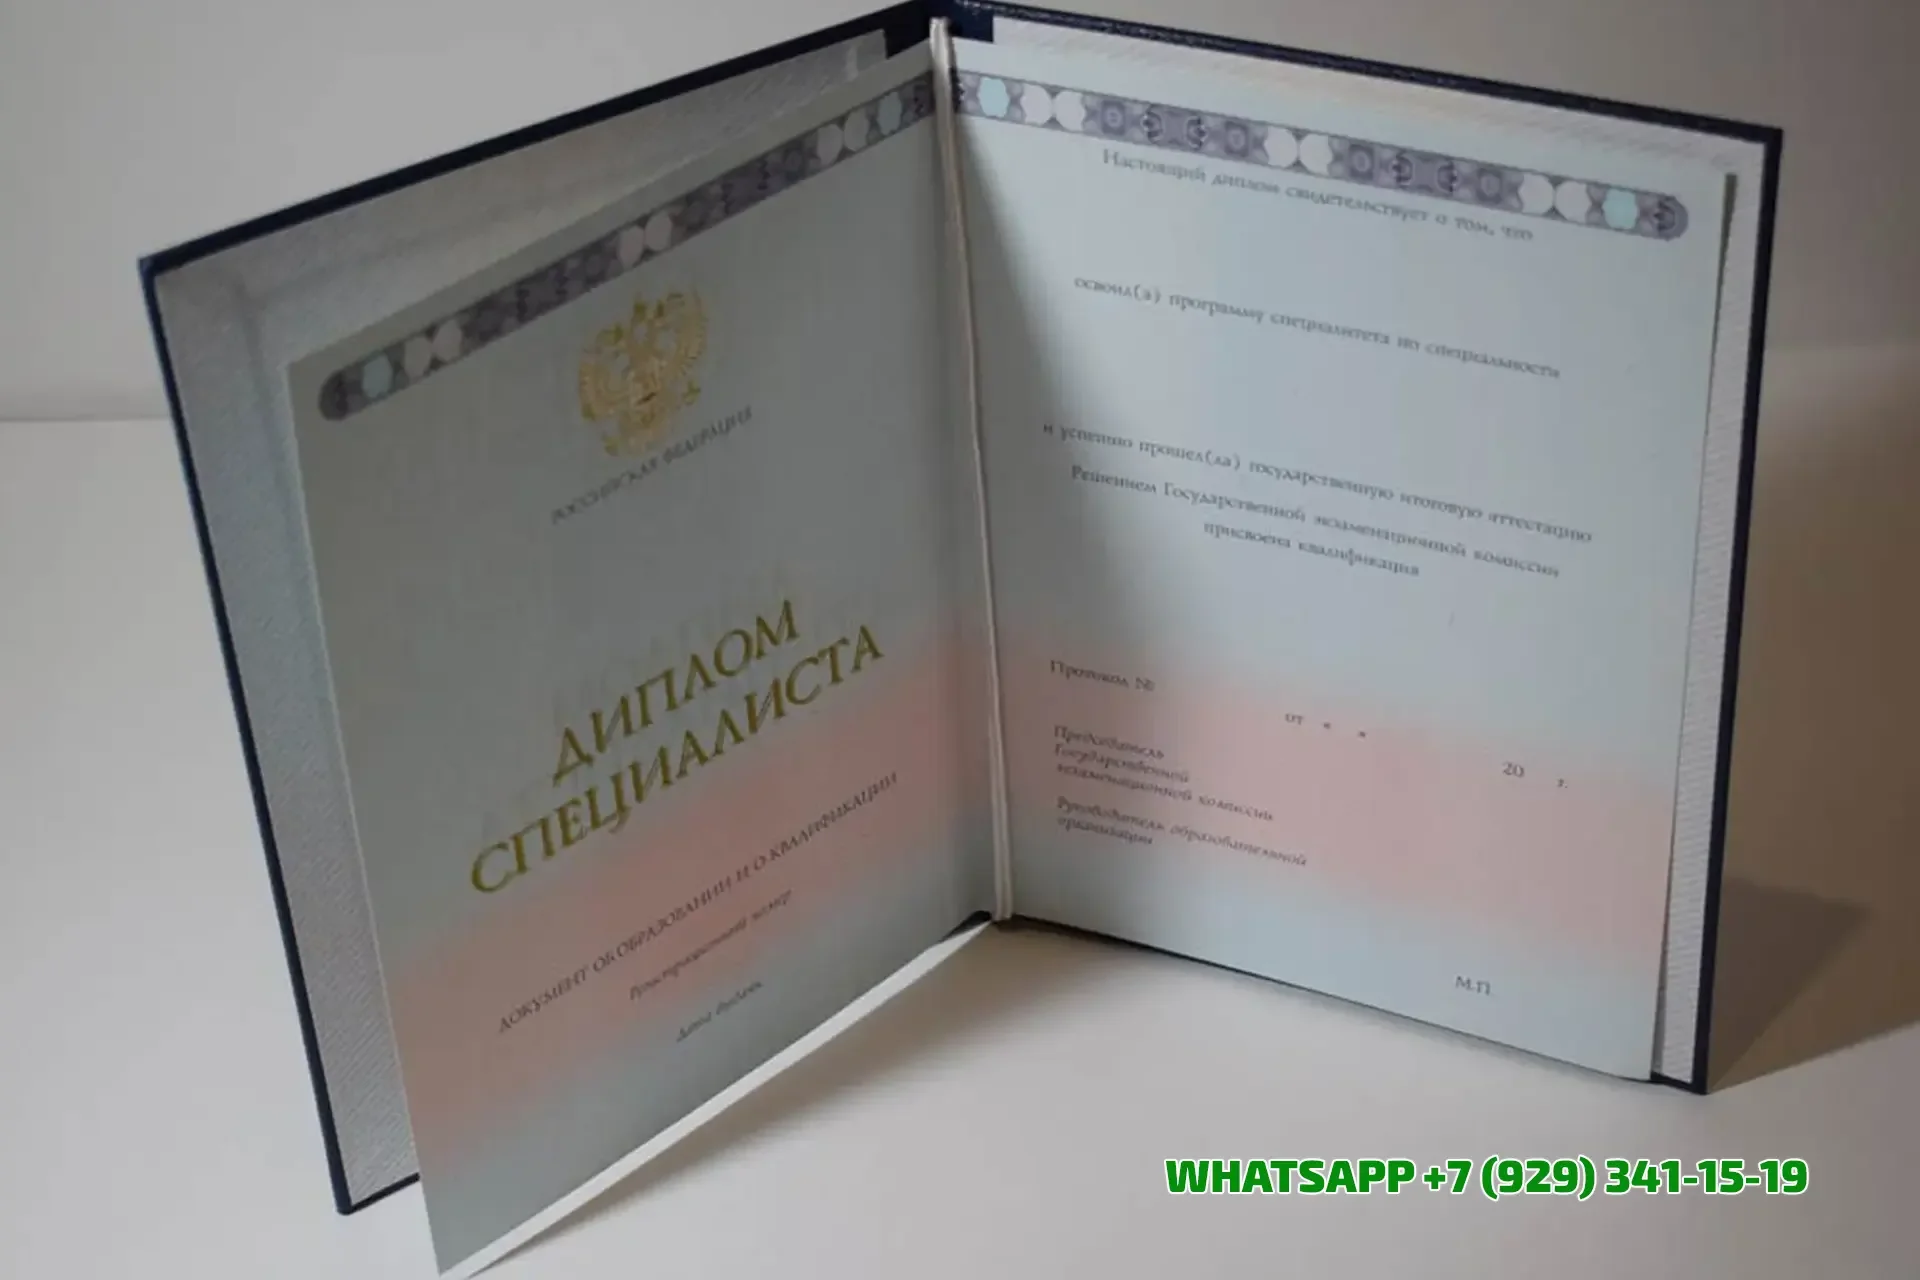 РОССИЙСКАЯ ФЕДЕРАЦИЯ
ДИПЛОМ
СПЕЦИАЛИСТА
ДОКУМЕНТ ОБ ОБРАЗОВАНИИ И О КВАЛИФИКАЦИИ
Регистрационный номер
Дата выдачи
Настоящий диплом свидетельствует о том, что
освоил(а) программу специалитета по специальности
и успешно прошел(ла) государственную итоговую аттестацию
Решением Государственной экзаменационной комиссии
присвоена квалификация
Протокол №
от « »
20 г.
Председатель
Государственной
экзаменационной комиссии
Руководитель образовательной
организации
М.П.
WHATSAPP +7 (929) 341-15-19